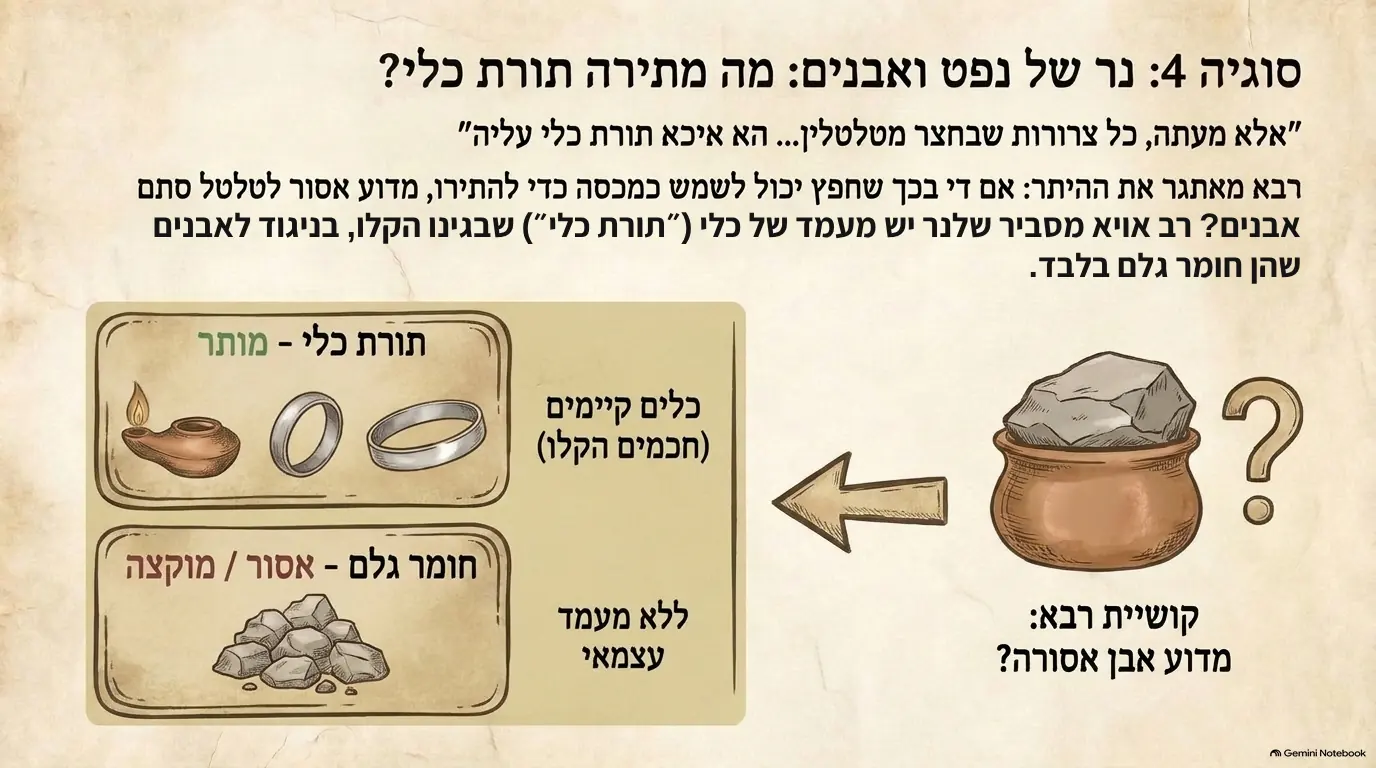 סוגיה 4: נר של נפט ואבנים: מה מתירה תורת כלי?
"אלא מעתה, כל צרורות שבחצר מטלטלין... הא איכא תורת כלי עליה"
רבא מאתגר את ההיתר: אם די בכך שחפץ יכול לשמש כמכסה כדי להתירו, מדוע אסור לטלטל סתם
אבנים? רב אויא מסביר שלנר יש מעמד של כלי ("תורת כלי") שבגינו הקלו, בניגוד לאבנים
שהן חומר גלם בלבד.
קושיית רבא:
מדוע אבן אסורה?
כלים קיימים
(חכמים הקלו)
תורת כלי - מותר
ללא מעמד
עצמאי
חומר גלם - אסור / מוקצה
Gemini Notebook